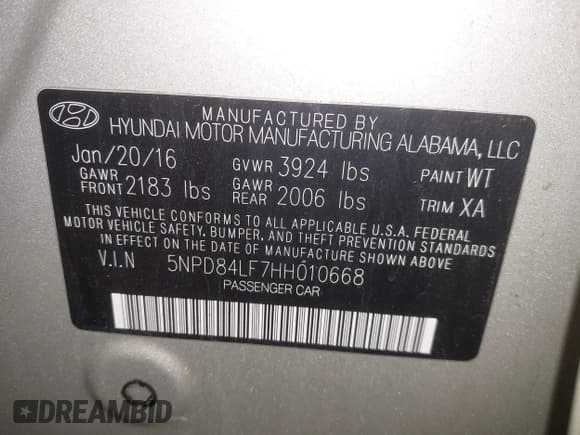 MANUFACTURED BY
HYUNDAI MOTOR MANUFACTURING ALABAMA, LLC
Jan/20/16 GVWR 3924 lbs PAINT WT
GAWR FRONT 2183 lbs GAWR REAR 2006 lbs TRIM XA
THIS VEHICLE CONFORMS TO ALL APPLICABLE U.S.A. FEDERAL
MOTOR VEHICLE SAFETY, BUMPER, AND THEFT PREVENTION STANDARDS
IN EFFECT ON THE DATE OF MANUFACTURE SHOWN ABOVE.
V.I.N 5NPD84LF7HH010668
PASSENGER CAR
DREAMBID